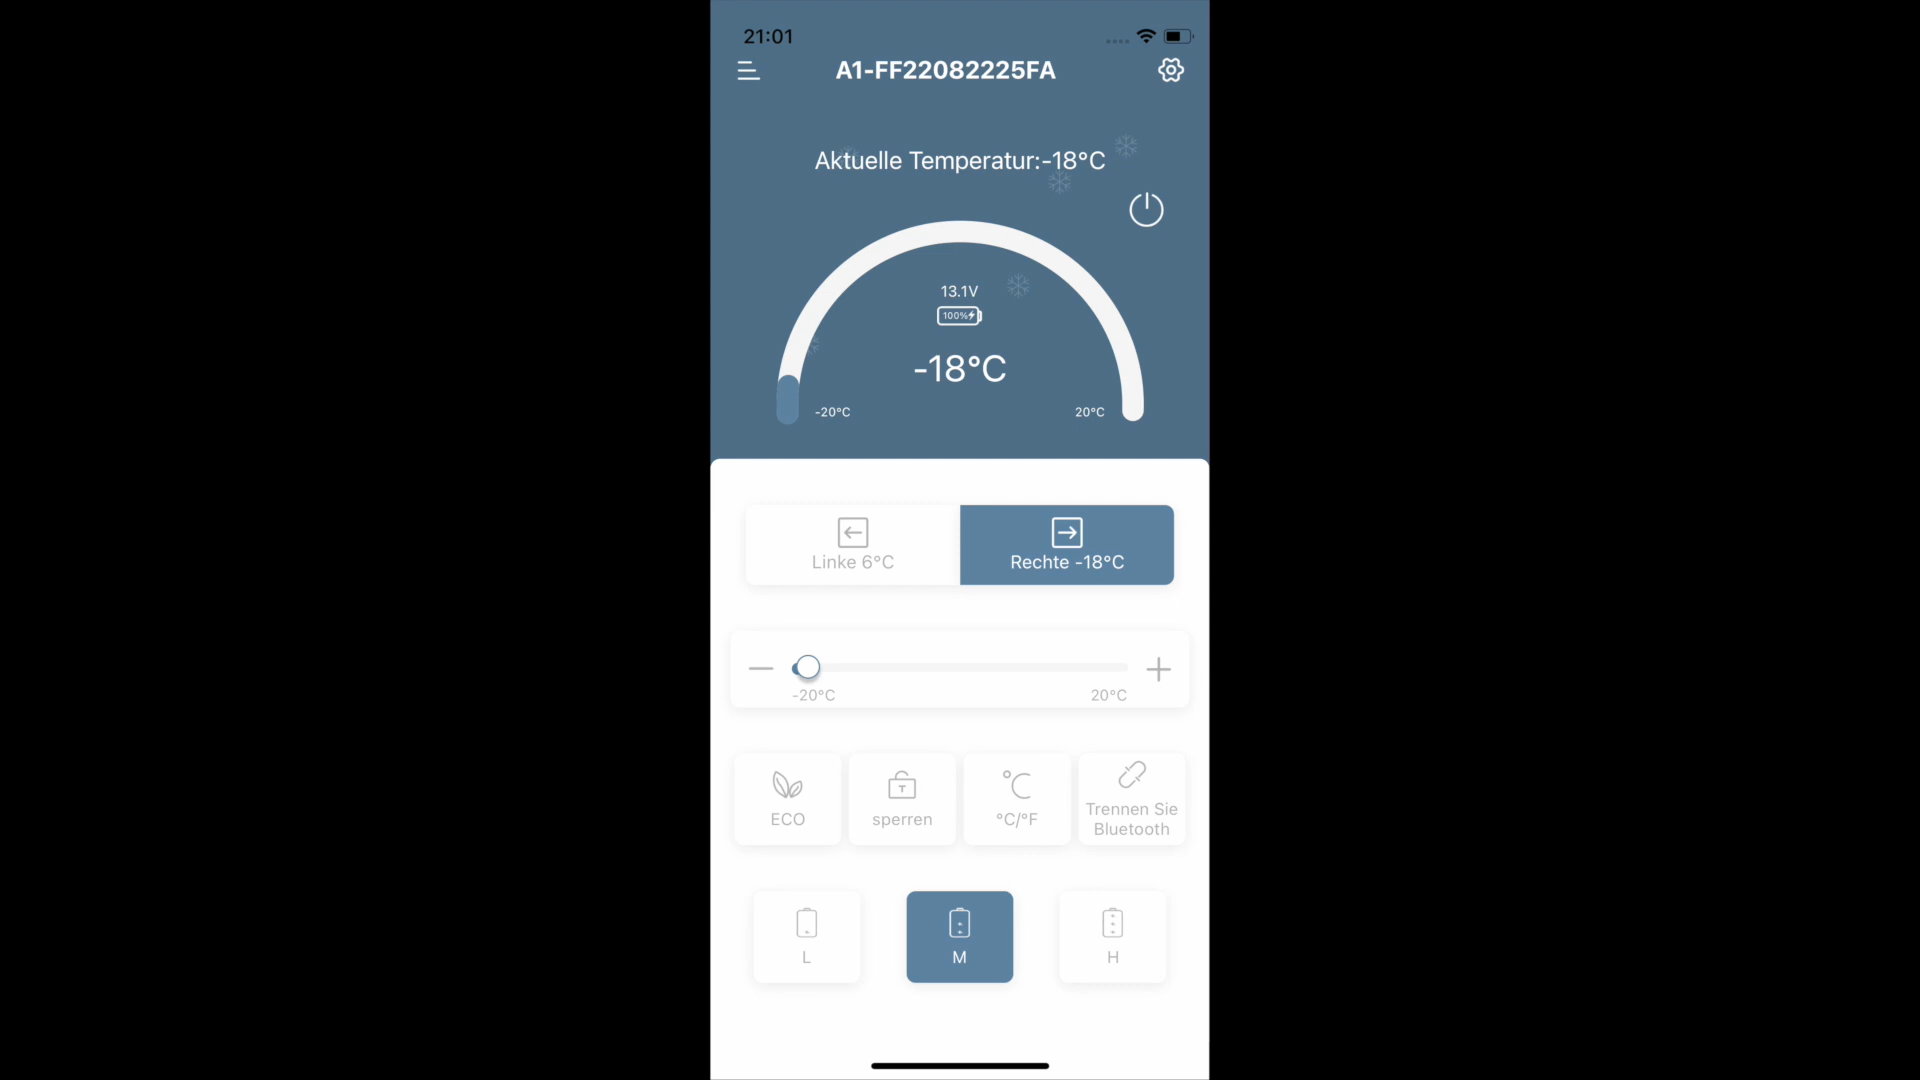 21:01
A1-FF22082225FA
Aktuelle Temperatur:-18°C
13.1V
100%
-18°C
-20°C
20°C
Linke 6°C
Rechte -18°C
-20°C
20°C
ECO
sperren
°C/°F
Trennen Sie
Bluetooth
L
M
H